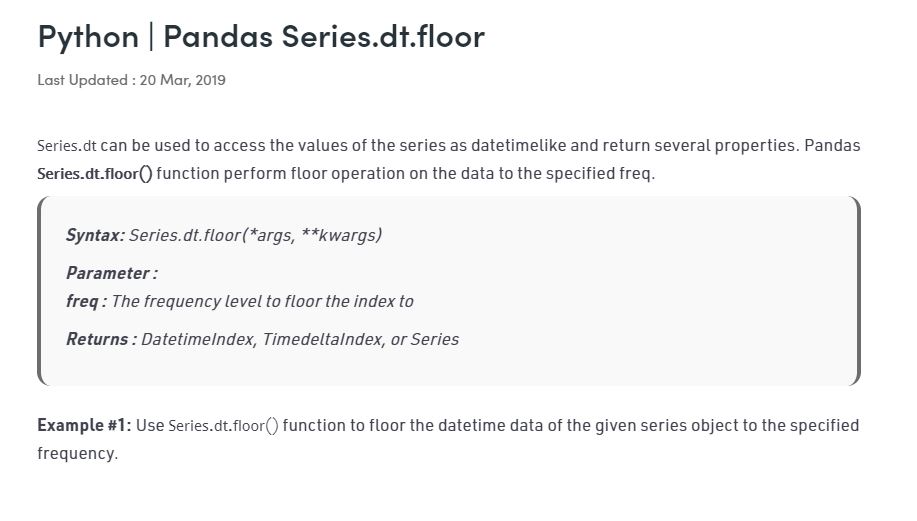 Python | Pandas Series.dt.floor
Last Updated : 20 Mar, 2019
Series.dt can be used to access the values of the series as datetimelike and return several properties. Pandas
Series.dt.floor() function perform floor operation on the data to the specified freq.
Syntax: Series.dt.floor(*args, **kwargs)
Parameter :
freq : The frequency level to floor the index to
Returns : DatetimeIndex, TimedeltaIndex, or Series
Example #1: Use Series.dt.floor() function to floor the datetime data of the given series object to the specified
frequency.